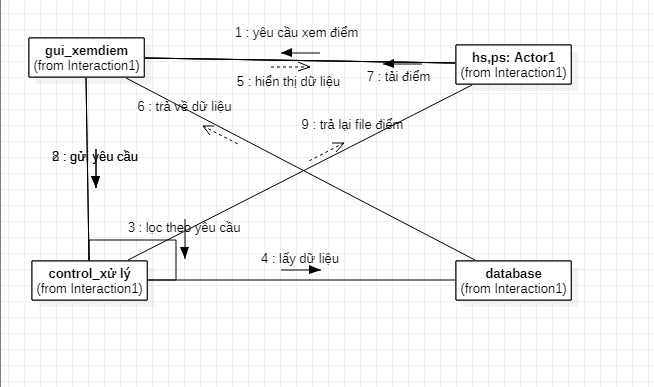 1 : yêu cầu xem điểm
gui_xemdiem
(from Interaction1)
hs,ps: Actor1
(from Interaction1)
5 : hiển thị dữ liệu
7 : tải điểm
6 : trả về dữ liệu
9 : trả lại file điểm
gửi yêu cầu
3 : lọc theo yêu cầu
4 : lấy dữ liệu
control_xử lý
(from Interaction1)
database
(from Interaction1)